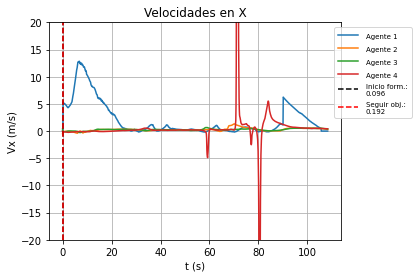 Velocidades en X
Vx (m/s)
20
15
10
5
0
−5
−10
−15
−20
0
20
40
60
80
100
t (s)
Agente 1
Agente 2
Agente 3
Agente 4
Inicio form.:
0.096
Seguir obj.:
0.192